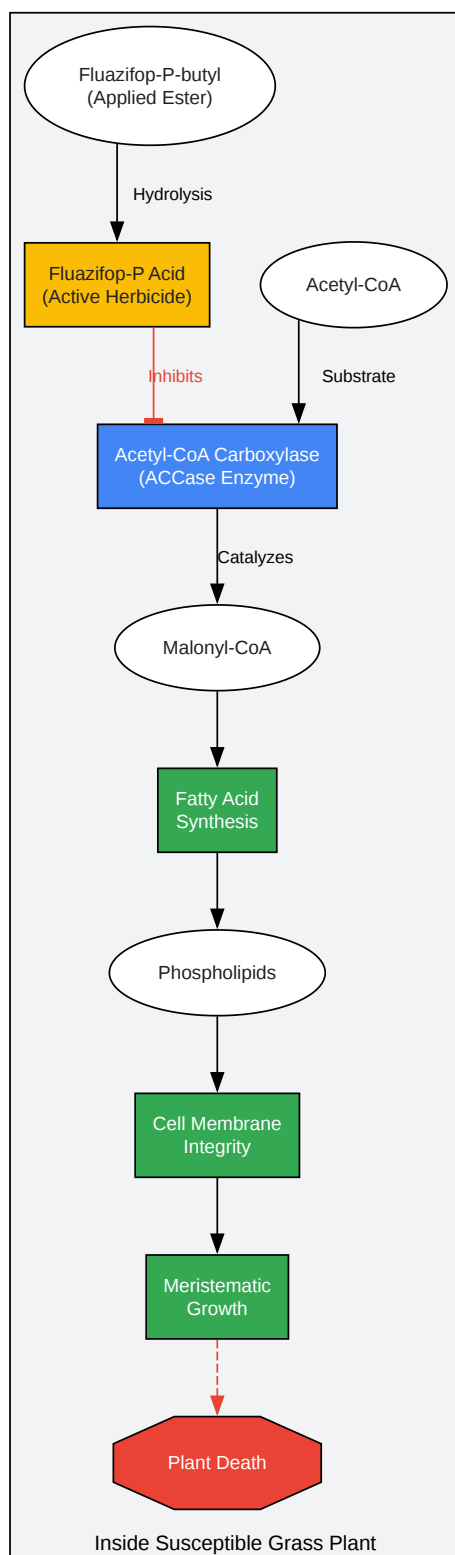 Fluazifop-P-butyl
(Applied Ester)
Hydrolysis
Fluazifop-P Acid
(Active Herbicide)
Acetyl-CoA
Inhibits
Substrate
Acetyl-CoA Carboxylase
(ACCase Enzyme)
Catalyzes
Malonyl-CoA
Fatty Acid
Synthesis
Phospholipids
Cell Membrane
Integrity
Meristematic
Growth
Plant Death
Inside Susceptible Grass Plant